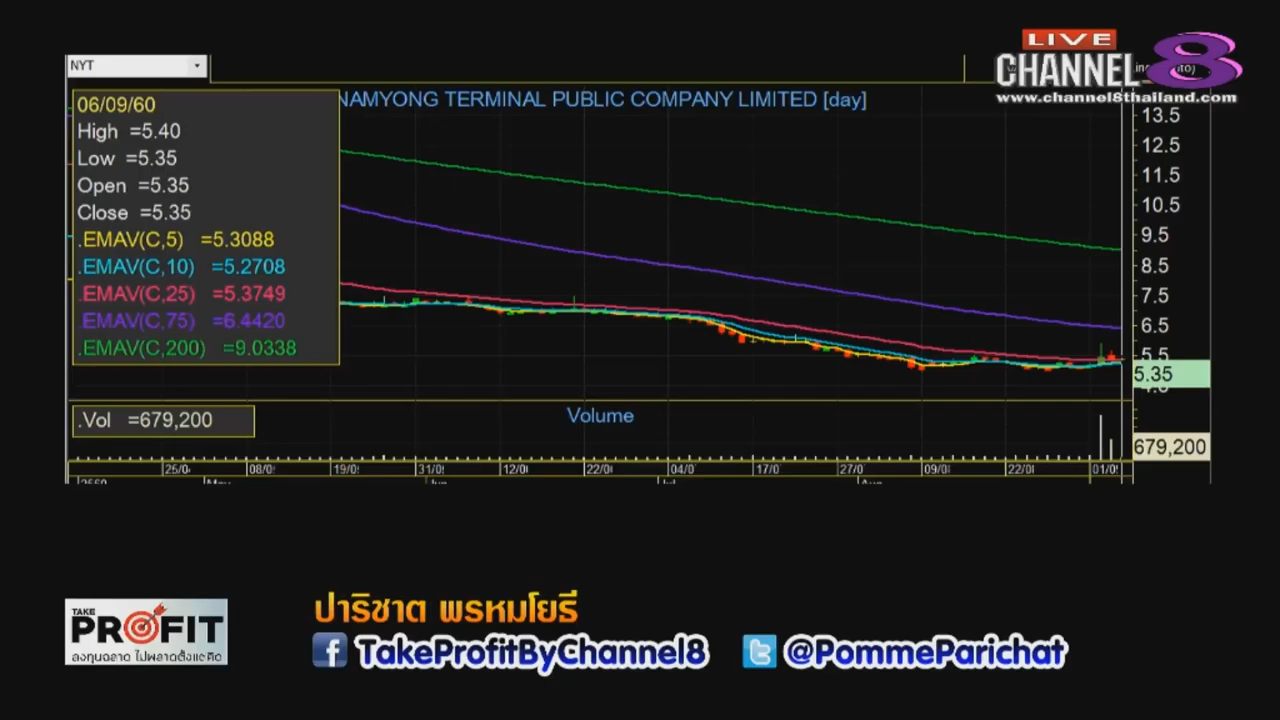 NYT
LIVE
CHANNEL 8
www.channel8thailand.com
NAMYONG TERMINAL PUBLIC COMPANY LIMITED [day]
06/09/60
High =5.40
Low =5.35
Open =5.35
Close =5.35
.EMAV(C,5) =5.3088
.EMAV(C,10) =5.2708
.EMAV(C,25) =5.3749
.EMAV(C,75) =6.4420
.EMAV(C,200) =9.0338
13.5
12.5
11.5
10.5
9.5
8.5
7.5
6.5
5.5
5.35
.Vol =679,200
Volume
679,200
25/0 08/0 19/0 31/0 12/0 22/0 04/0 17/0 27/0 09/0 22/0 01/0
TAKE
PROFIT
ลงทุนฉลาด ไม่พลาดตั้งแต่คิด
ปาริชาต พรหมโยธี
TakeProfitByChannel8 @PommeParichat